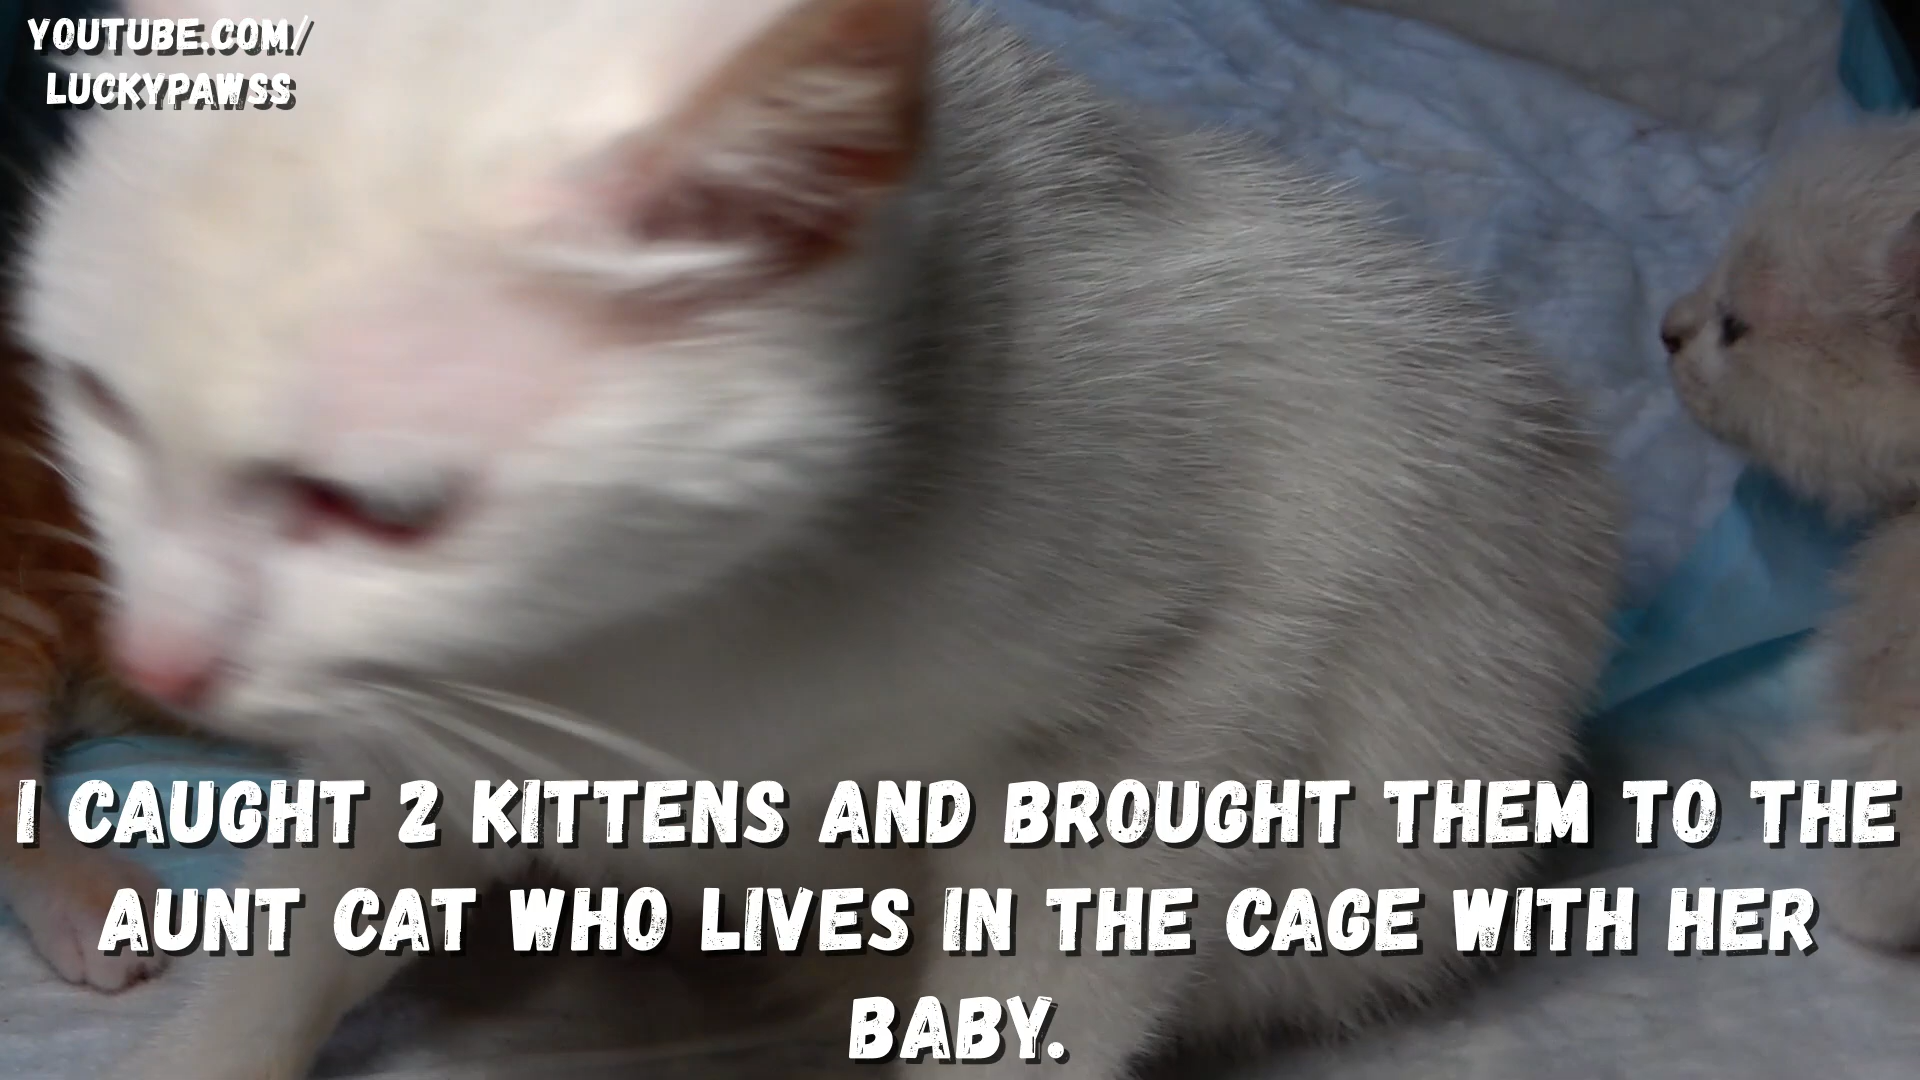 YOUTUBE.COM/
LUCKYPAWSS
I CAUGHT 2 KITTENS AND BROUGHT THEM TO THE
AUNT CAT WHO LIVES IN THE CAGE WITH HER
BABY.